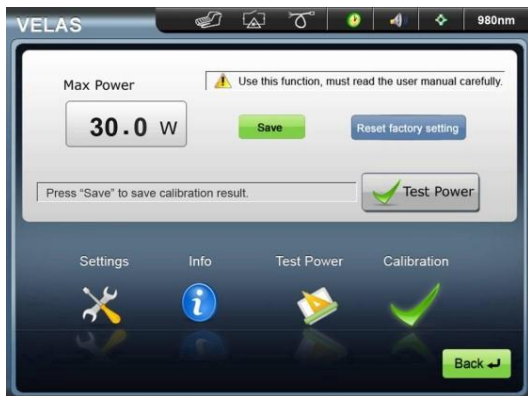 VELAS
980nm
Max Power
Use this function, must read the user manual carefully.
30.0 W
Save
Reset factory setting
Press “Save” to save calibration result.
Test Power
Settings
Info
Test Power
Calibration
Back